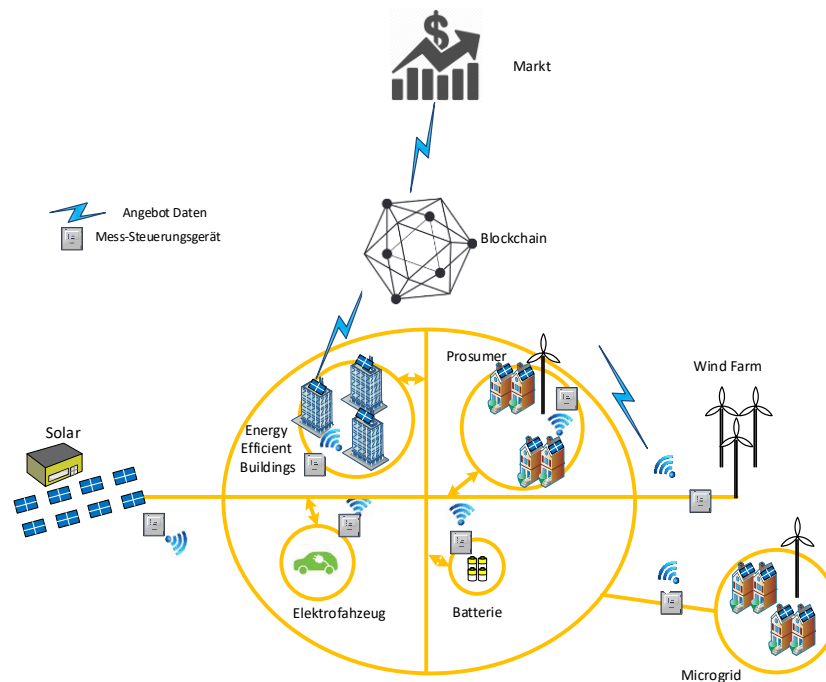 Markt
Angebot Daten
Mess-Steuerungsgerät
Blockchain
Prosumer
Wind Farm
Energy
Efficient
Buildings
Solar
Elektrofahzeug
Batterie
Microgrid